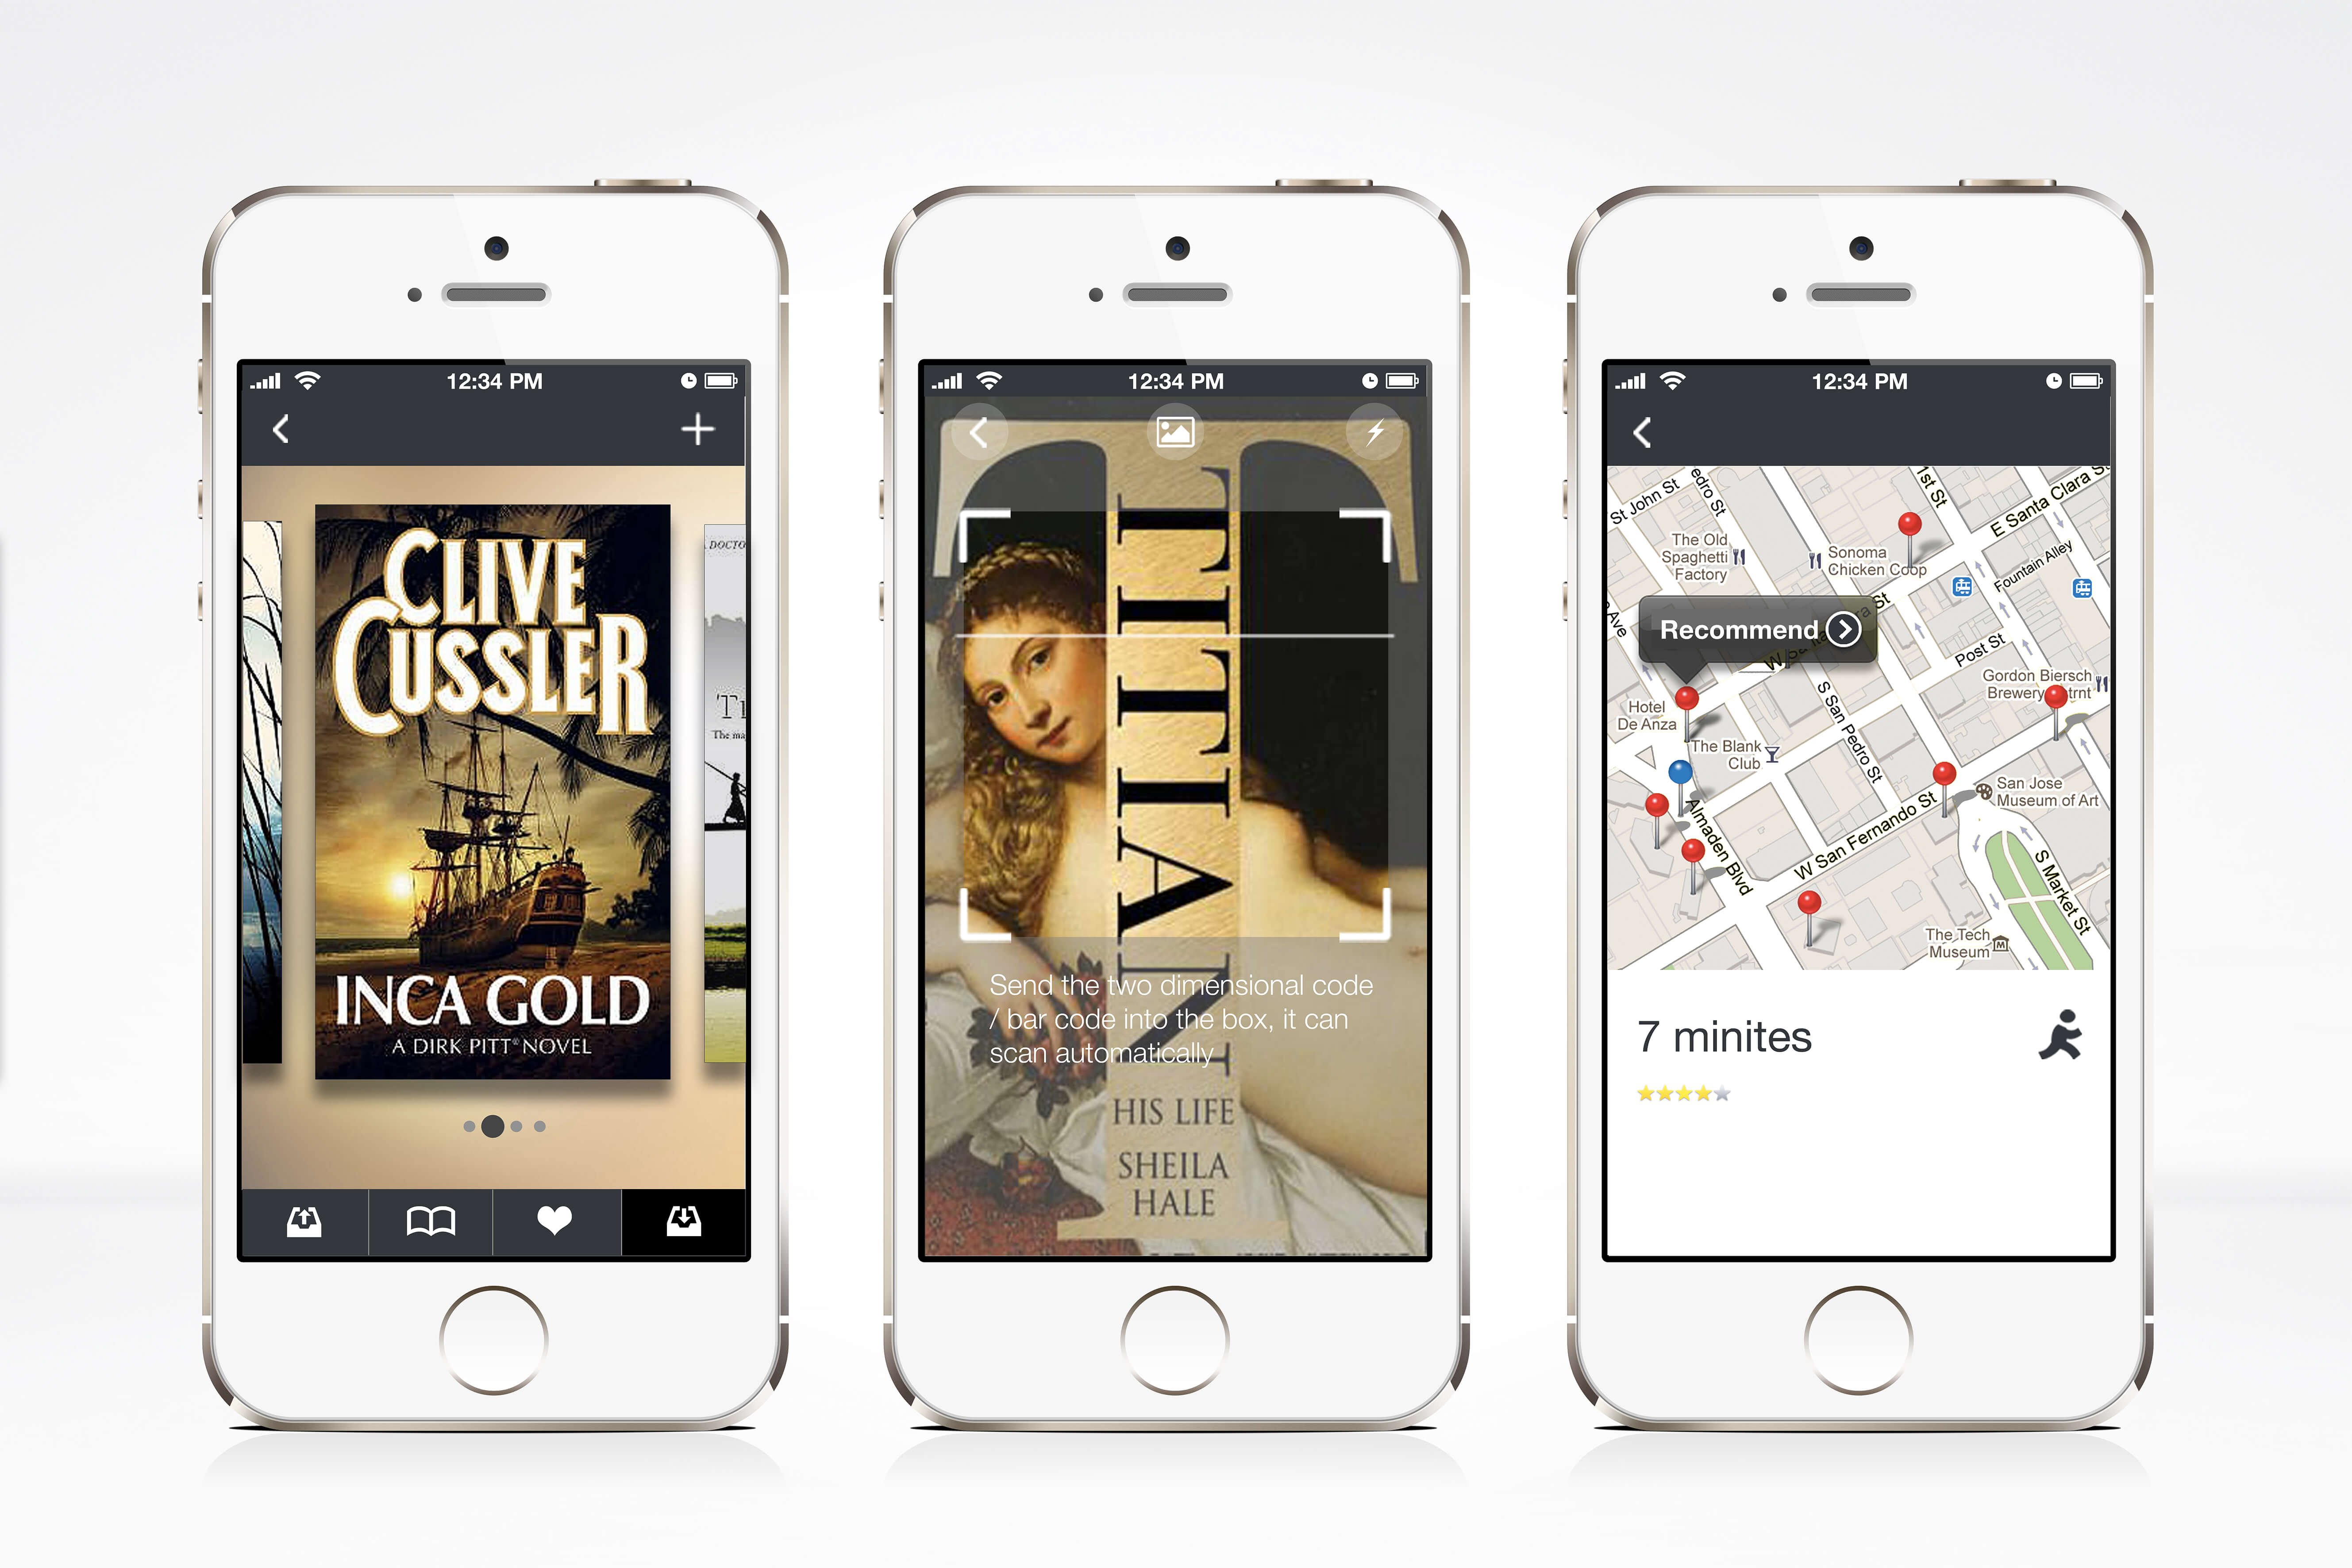 12:34 PM
CLIVE
CUSSLER
INCA GOLD
A DIRK PITT® NOVEL
DOCTO
The ma
12:34 PM
TITIAN
Send the two dimensional code
/ bar code into the box, it can
scan automatically
HIS LIFE
SHEILA
HALE
12:34 PM
St John St
edro St
1st St
E Santa Clara St
The Old
Spaghetti
Factory
Sonoma
Chicken Coop
Fountain Alley
Ave
Recommend
Post St
Gordon Biersch
Brewery
Hotel
De Anza
S San Pedro St
The Blank
Club
San Jose
Museum of Art
Almaden Blvd
W San Fernando St
S Market St
The Tech
Museum
M
7 minites